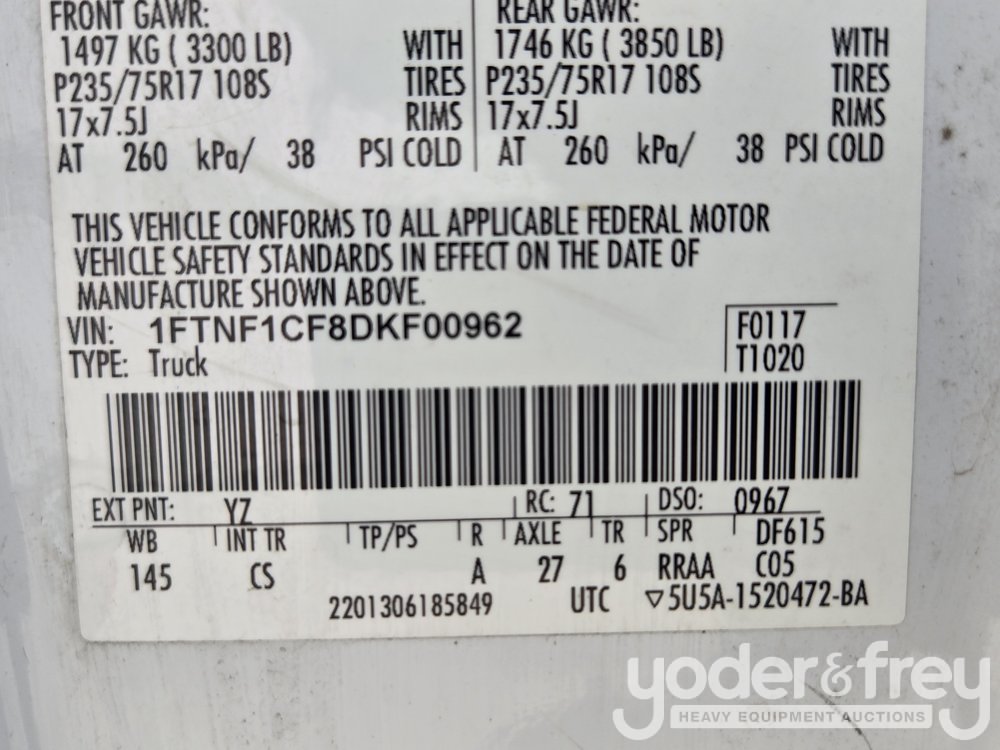 FRONT GAWR: REAR GAWR:
1497 KG ( 3300 LB) WITH 1746 KG ( 3850 LB) WITH
P235/75R17 108S TIRES P235/75R17 108S TIRES
17x7.5J RIMS 17x7.5J RIMS
AT 260 kPa/ 38 PSI COLD AT 260 kPa/ 38 PSI COLD
THIS VEHICLE CONFORMS TO ALL APPLICABLE FEDERAL MOTOR
VEHICLE SAFETY STANDARDS IN EFFECT ON THE DATE OF
MANUFACTURE SHOWN ABOVE.
VIN: 1FTNF1CF8DKF00962 F0117
TYPE: Truck T1020
EXT PNT: YZ RC: 71 DSO: 0967
WB INT TR TP/PS R AXLE TR SPR DF615
145 CS A 27 6 RRAA C05
2201306185849 UTC ▽5U5A-1520472-BA
yoder&frey
HEAVY EQUIPMENT AUCTIONS